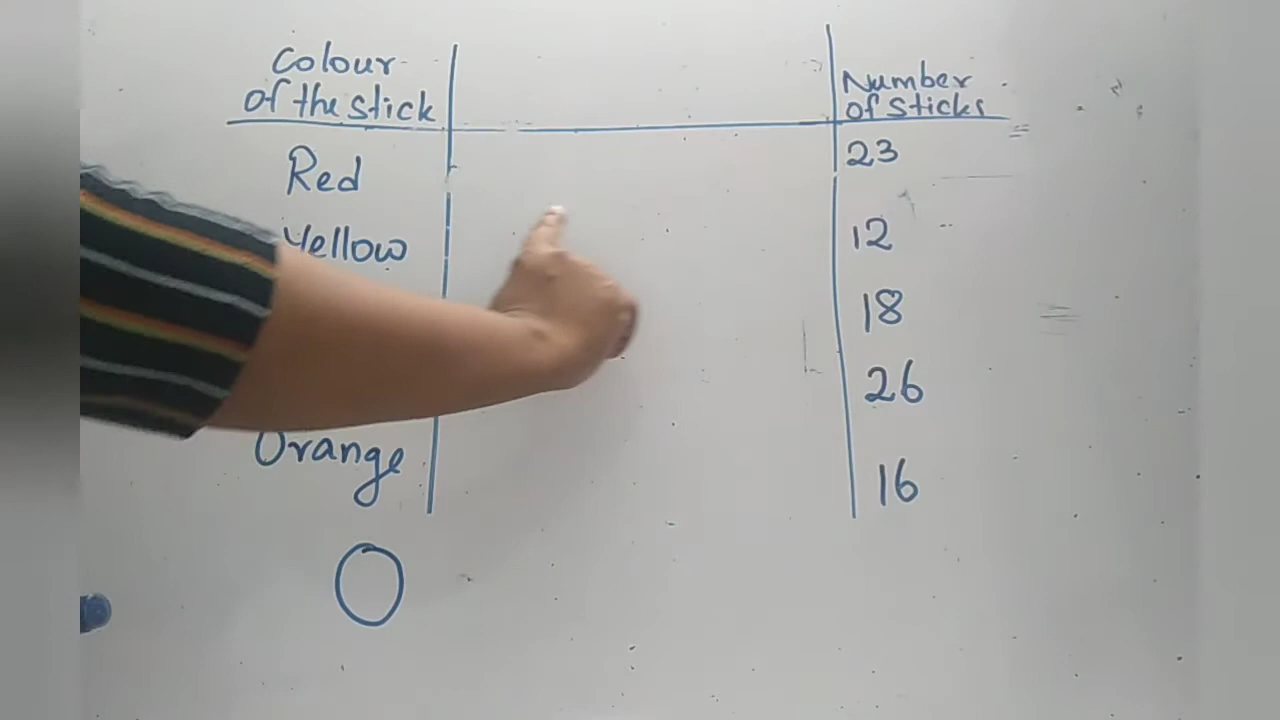 Colour
of the stick
Number
of sticks
Red
23
Yellow
12
18
26
Orange
16